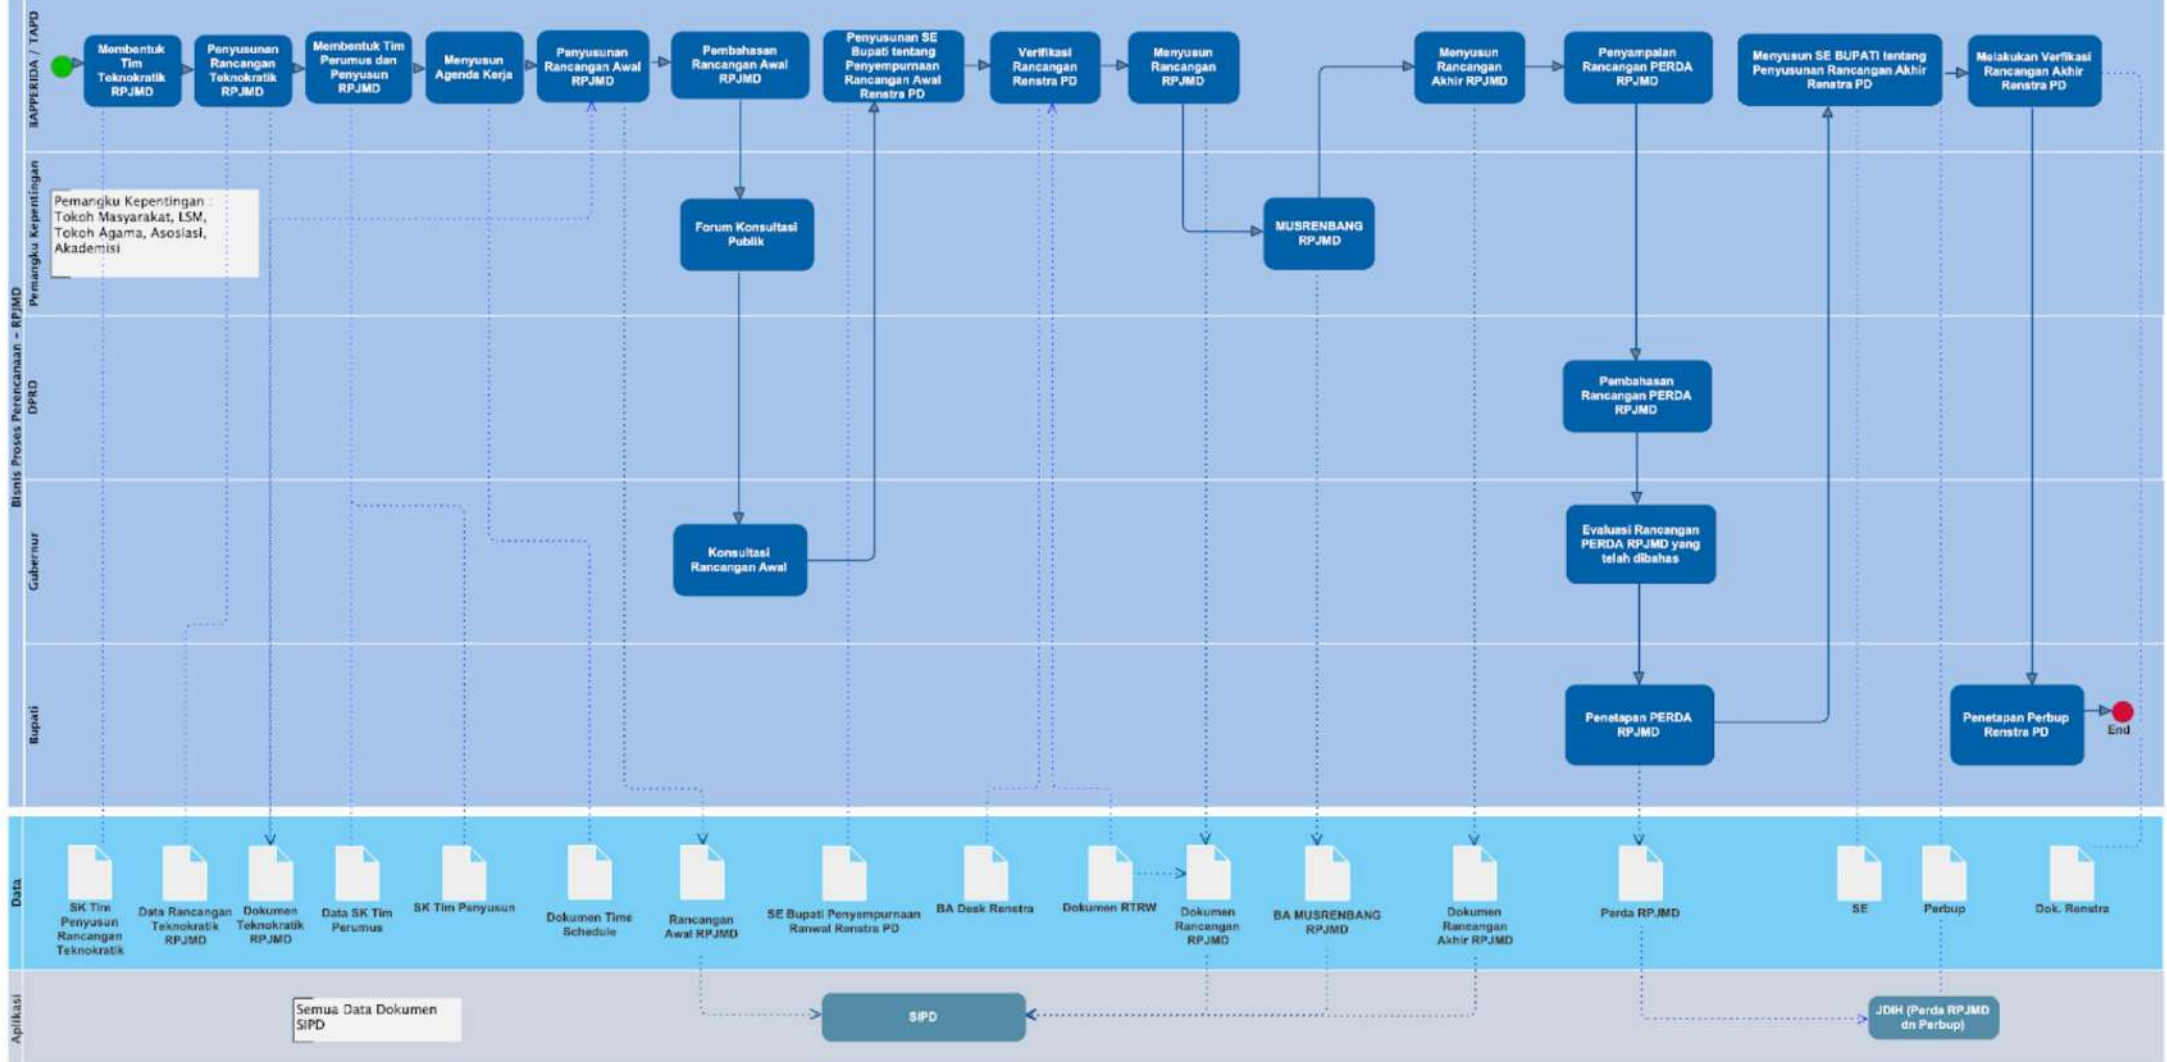 Bisnis Proses Perencanaan - RPJMD
BAPPERIDA / TAPD
Membentuk
Tim
Teknokratik
RPJMD
Penyusunan
Rancangan
Teknokratik
RPJMD
Membentuk Tim
Perumus dan
Penyusun
RPJMD
Menyusun
Agenda Kerja
Penyusunan
Rancangan Awal
RPJMD
Pembahasan
Rancangan Awal
RPJMD
Penyusunan SE
Bupati tentang
Penyempurnaan
Rancangan Awal
Renstra PD
Verifikasi
Rancangan
Renstra PD
Menyusun
Rancangan
RPJMD
Menyusun
Rancangan
Akhir RPJMD
Penyampaian
Rancangan PERDA
RPJMD
Menyusun SE BUPATI tentang
Penyusunan Rancangan Akhir
Renstra PD
Melakukan Verfikasi
Rancangan Akhir
Renstra PD
Pemangku Kepentingan
Pemangku Kepentingan :
Tokoh Masyarakat, LSM,
Tokoh Agama, Asosiasi,
Akademisi
Forum Konsultasi
Publik
MUSRENBANG
RPJMD
DPRD
Pembahasan
Rancangan PERDA
RPJMD
Gubernur
Konsultasi
Rancangan Awal
Evaluasi Rancangan
PERDA RPJMD yang
telah dibahas
Bupati
Penetapan PERDA
RPJMD
Penetapan Perbup
Renstra PD
End
Data
SK Tim
Penyusun
Rancangan
Teknokratik
Data Rancangan
Teknokratik
RPJMD
Dokumen
Teknokratik
RPJMD
Data SK Tim
Perumus
SK Tim Penyusun
Dokumen Time
Schedule
Rancangan
Awal RPJMD
SE Bupati Penyempurnaan
Ranwal Renstra PD
BA Desk Renstra
Dokumen RTRW
Dokumen
Rancangan
RPJMD
BA MUSRENBANG
RPJMD
Dokumen
Rancangan
Akhir RPJMD
Perda RPJMD
SE
Perbup
Dok. Renstra
Aplikasi
Semua Data Dokumen
SIPD
SIPD
JDIH (Perda RPJMD
dn Perbup)